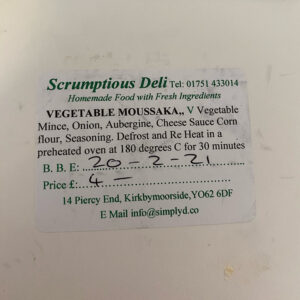 Scrumptious Deli Tel: 01751 433014
Homemade Food with Fresh Ingredients
VEGETABLE MOUSSAKA,, V Vegetable
Mince, Onion, Aubergine, Cheese Sauce Corn
flour, Seasoning. Defrost and Re Heat in a
preheated oven at 180 degrees C for 30 minutes
B. B. E: 20 - 2 - 21
Price £, 4 -
14 Piercy End, Kirkbymoorside,YO62 6DF
E Mail info@simplyd.co